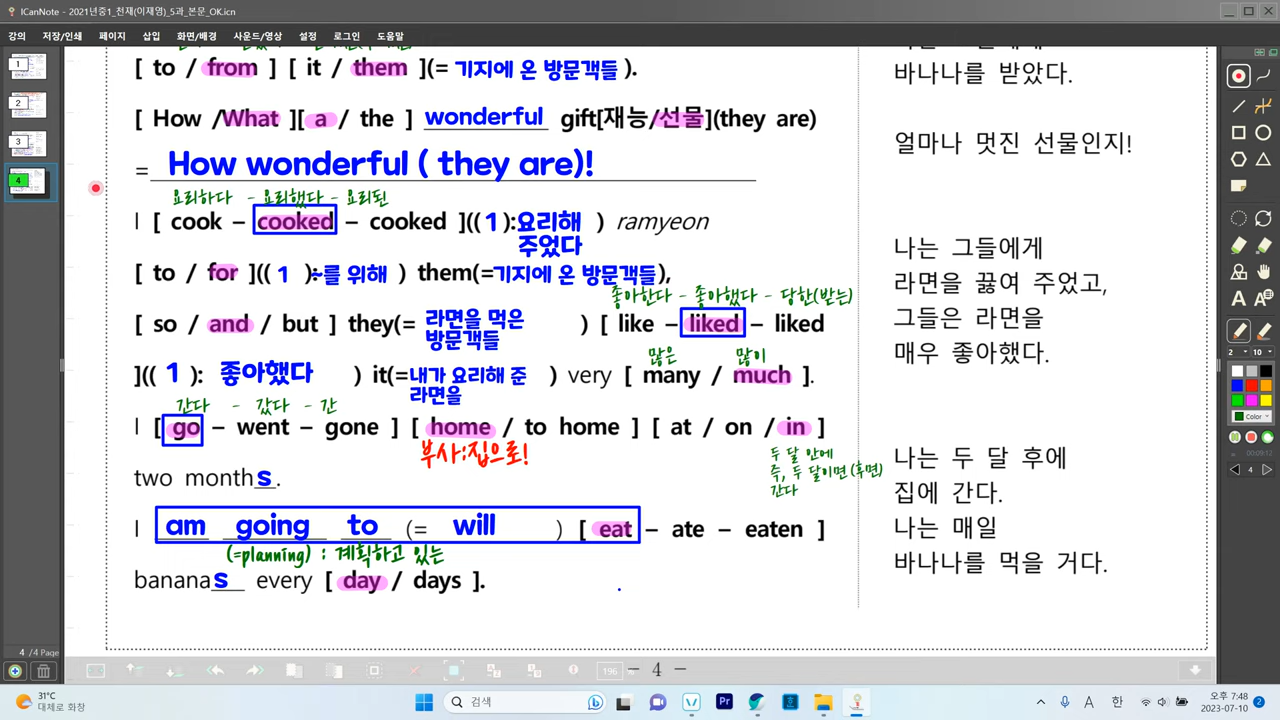 ICanNote - 2021년중1_천재(이재영)_5과_본문_OK.icn
강의 저장/인쇄 페이지 삽입 화면/배경 사운드/영상 설정 로그인 도움말
[ to / from ] [ it / them ](= 기지에 온 방문객들 ).
바나나를 받았다.
[ How /What ][ a / the ] wonderful gift[재능/선물](they are)
얼마나 멋진 선물인지!
= How wonderful ( they are)!
요리하다 - 요리했다 - 요리된
I [ cook – cooked – cooked ](( 1 ):요리해 주었다 ) ramyeon
나는 그들에게
[ to / for ](( 1 ):~를 위해 ) them(=기지에 온 방문객들),
라면을 끓여 주었고,
좋아한다 - 좋아했다 - 당한(받는)
[ so / and / but ] they(= 라면을 먹은 방문객들 ) [ like – liked – liked
그들은 라면을
매우 좋아했다.
많은 많이
](( 1 ): 좋아했다 ) it(=내가 요리해 준 라면을 ) very [ many / much ].
간다 - 갔다 - 간
I [ go – went – gone ] [ home / to home ] [ at / on / in ]
부사:집으로!
두 달 안에
즉, 두 달이면(후면)
간다
나는 두 달 후에
two months.
집에 간다.
I am going to (= will ) [ eat – ate – eaten ]
나는 매일
(=planning) : 계획하고 있는
바나나를 먹을 거다.
bananas every [ day / days ].
- 4 -
1
2
3
4
2 10
Color
00:09:12
4
4 /4 Page
196
31°C
대체로 화창
검색
A 한
오후 7:48
2023-07-10
2